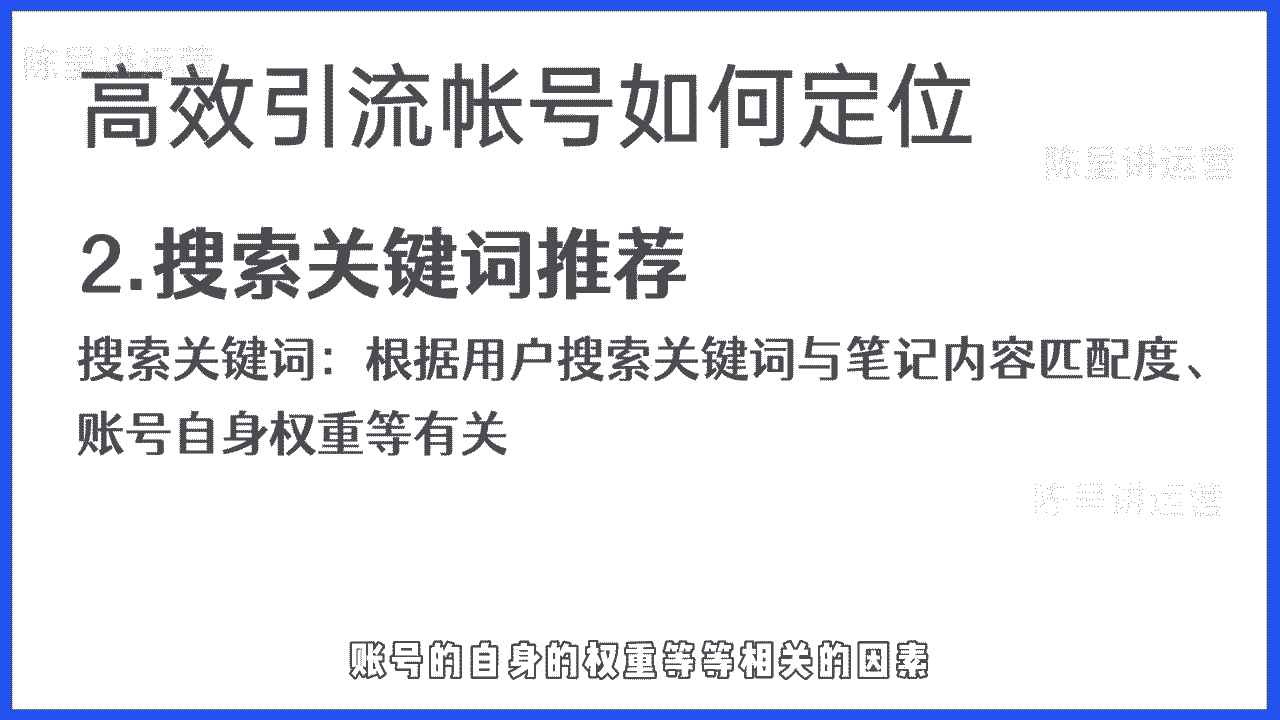 陈呈讲运营
高效引流帐号如何定位
陈呈讲运营
2.搜索关键词推荐
搜索关键词：根据用户搜索关键词与笔记内容匹配度、
账号自身权重等有关
陈呈讲运营
账号的自身的权重等等相关的因素